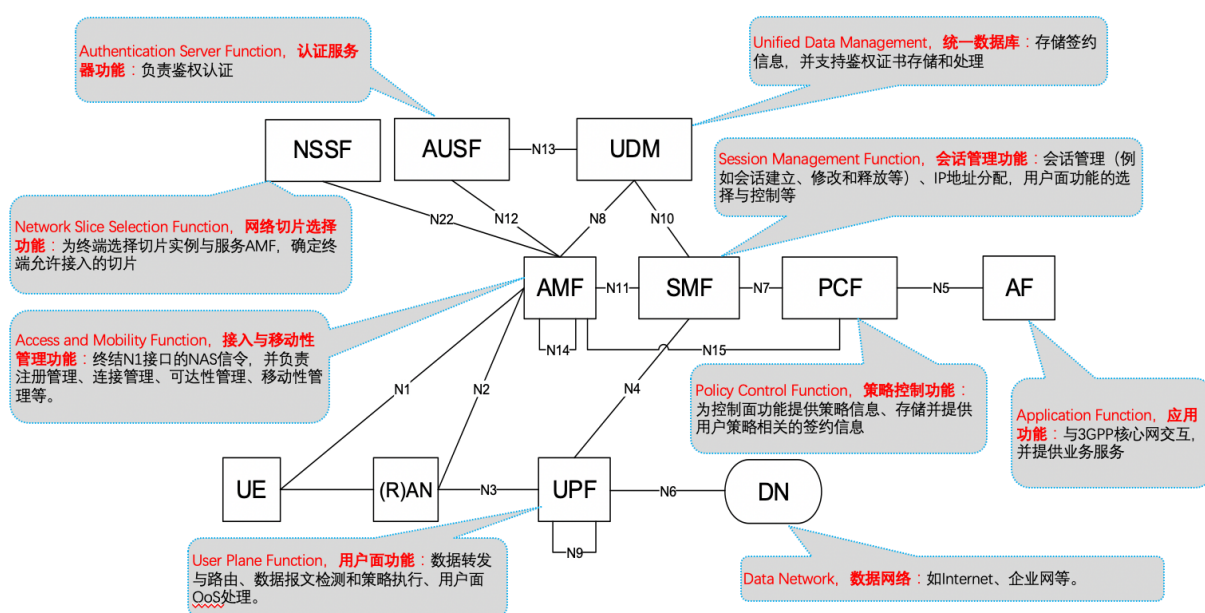 Authentication Server Function，认证服务
器功能：负责鉴权认证
Unified Data Management，统一数据库：存储签约
信息，并支持鉴权证书存储和处理
NSSF
AUSF
N13
UDM
Session Management Function，会话管理功能：会话管理（例
如会话建立、修改和释放等）、IP地址分配，用户面功能的选
择与控制等
Network Slice Selection Function，网络切片选择
功能：为终端选择切片实例与服务AMF，确定终
端允许接入的切片
N22
N12
N8
N10
AMF
N11
SMF
N7
PCF
N5
AF
Access and Mobility Function，接入与移动性
管理功能：终结N1接口的NAS信令，并负责
注册管理、连接管理、可达性管理、移动性管
理等。
N14
N15
N1
N2
N4
Policy Control Function，策略控制功能：
为控制面功能提供策略信息、存储并提供
用户策略相关的签约信息
Application Function，应用
功能：与3GPP核心网交互，
并提供业务服务
UE
(R)AN
N3
UPF
N6
DN
N9
User Plane Function，用户面功能：数据转发
与路由、数据报文检测和策略执行、用户面
QoS处理。
Data Network，数据网络：如Internet、企业网等。